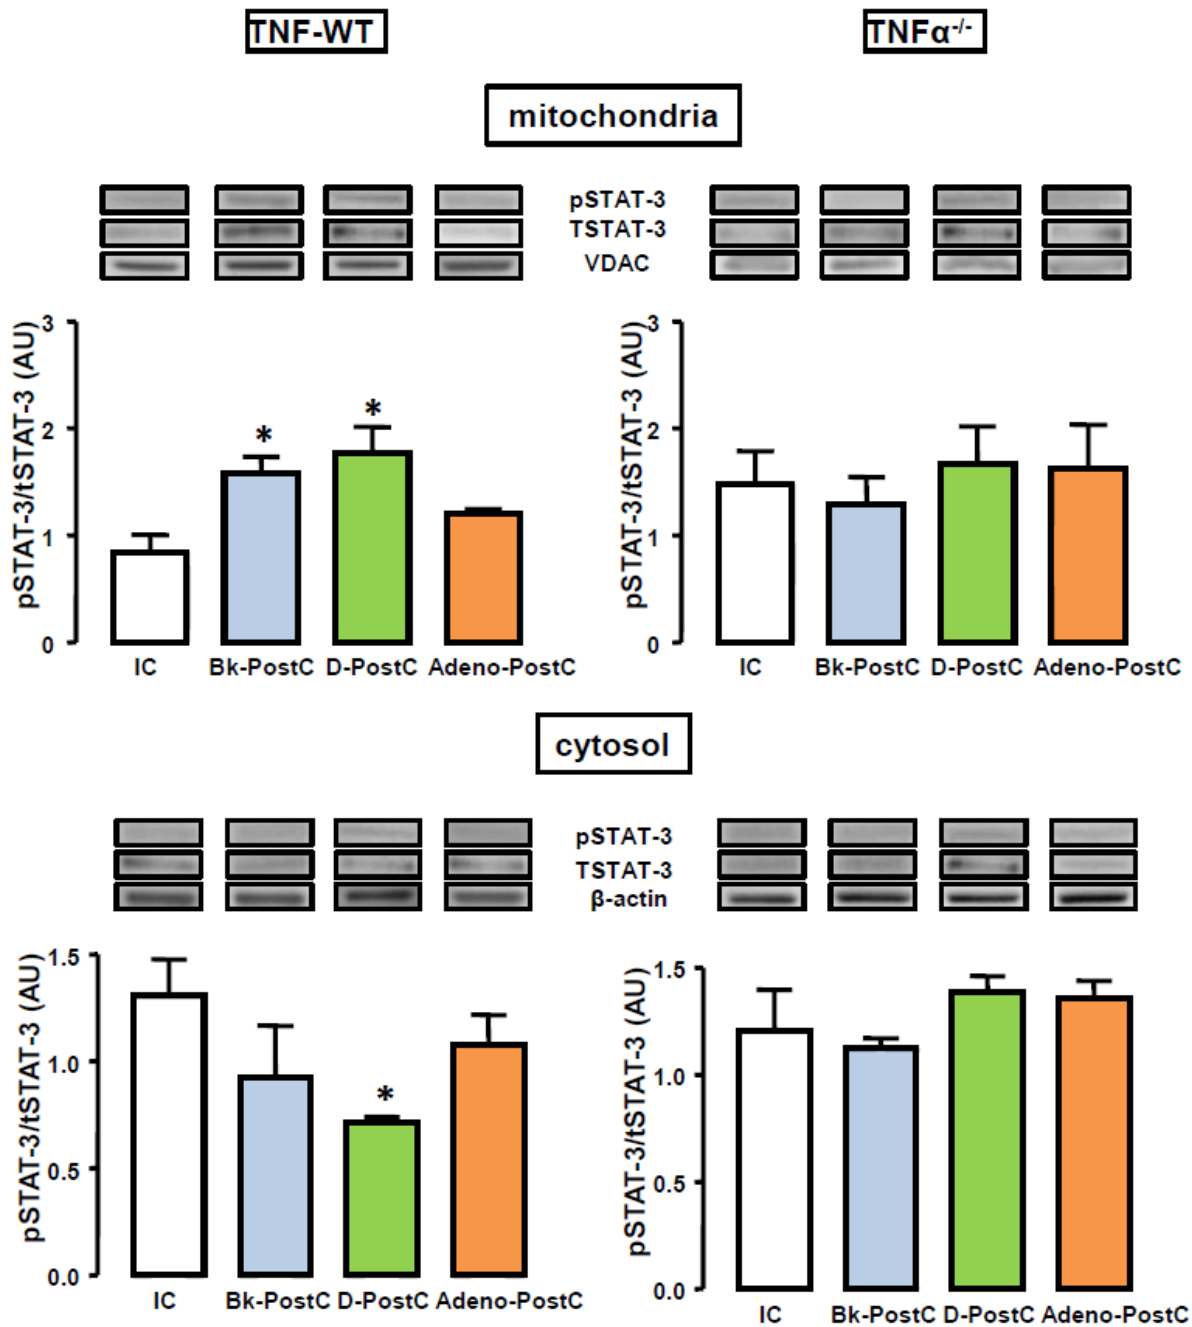 TNF-WT
TNFα-/-
mitochondria
pSTAT-3
TSTAT-3
VDAC
pSTAT-3/tSTAT-3 (AU)
3
2
1
0
*
*
IC Bk-PostC D-PostC Adeno-PostC
pSTAT-3/tSTAT-3 (AU)
3
2
1
0
IC Bk-PostC D-PostC Adeno-PostC
cytosol
pSTAT-3
TSTAT-3
β-actin
pSTAT-3/tSTAT-3 (AU)
1.5
1.0
0.5
0.0
*
IC Bk-PostC D-PostC Adeno-PostC
pSTAT-3/tSTAT-3 (AU)
1.5
1.0
0.5
0.0
IC Bk-PostC D-PostC Adeno-PostC